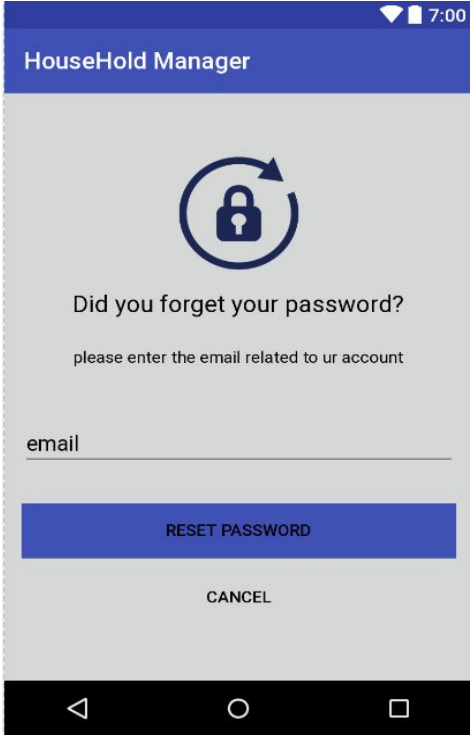 7:00
HouseHold Manager
Did you forget your password?
please enter the email related to ur account
email
RESET PASSWORD
CANCEL